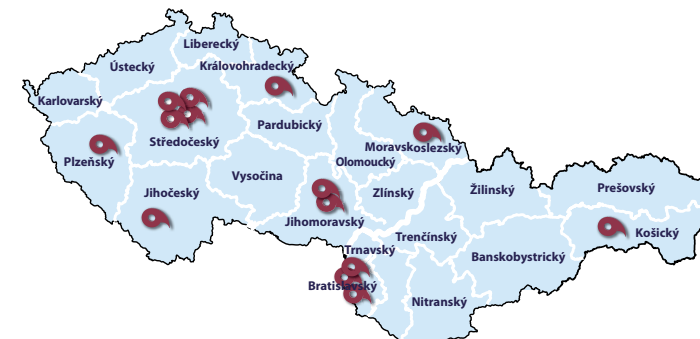 Liberecký
Ústecký
Královohradecký
Karlovarský
Pardubický
Středočeský
Moravskoslezský
Plzeňský
Olomoucký
Vysočina
Jihočeský
Zlínský
Žilinský
Prešovský
Jihomoravský
Košický
Trenčínský
Trnavský
Banskobystrický
Bratislavský
Nitranský